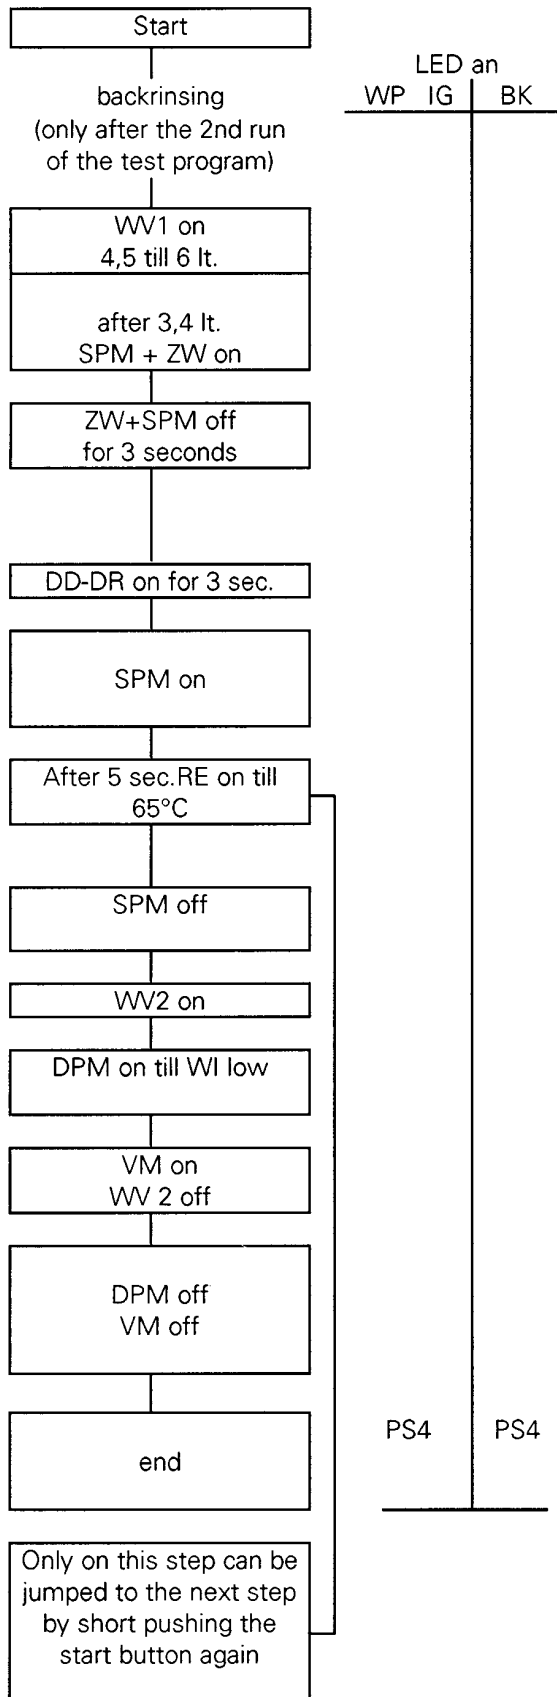 Start
backrinsing
(only after the 2nd run
of the test program)
WV1 on
4,5 till 6 lt.
after 3,4 lt.
SPM + ZW on
ZW+SPM off
for 3 seconds
DD-DR on for 3 sec.
SPM on
After 5 sec.RE on till
65°C
SPM off
WV2 on
DPM on till WI low
VM on
WV 2 off
DPM off
VM off
end
Only on this step can be
jumped to the next step
by short pushing the
start button again
LED an
WP IG BK
PS4 PS4